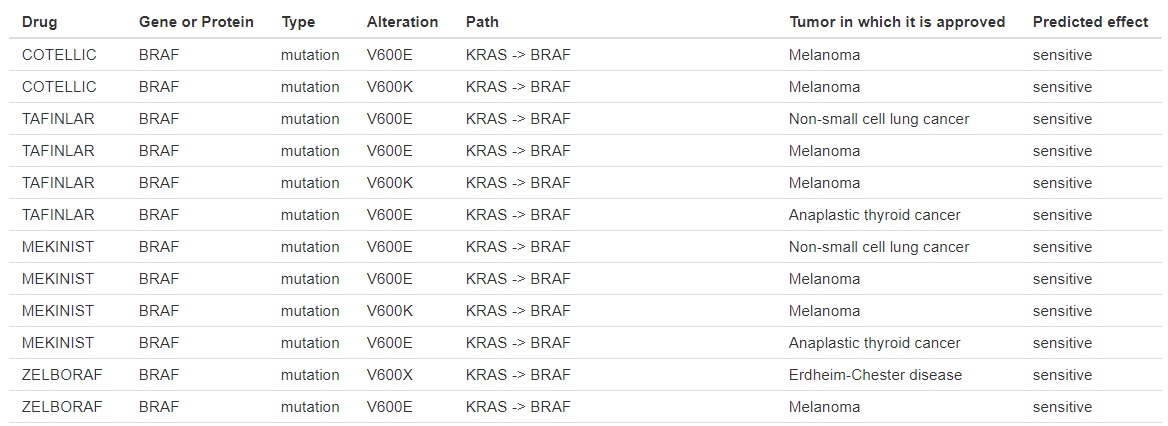 Drug Gene or Protein Type Alteration Path Tumor in which it is approved Predicted effect
COTELLIC BRAF mutation V600E KRAS -> BRAF Melanoma sensitive
COTELLIC BRAF mutation V600K KRAS -> BRAF Melanoma sensitive
TAFINLAR BRAF mutation V600E KRAS -> BRAF Non-small cell lung cancer sensitive
TAFINLAR BRAF mutation V600E KRAS -> BRAF Melanoma sensitive
TAFINLAR BRAF mutation V600K KRAS -> BRAF Melanoma sensitive
TAFINLAR BRAF mutation V600E KRAS -> BRAF Anaplastic thyroid cancer sensitive
MEKINIST BRAF mutation V600E KRAS -> BRAF Non-small cell lung cancer sensitive
MEKINIST BRAF mutation V600E KRAS -> BRAF Melanoma sensitive
MEKINIST BRAF mutation V600K KRAS -> BRAF Melanoma sensitive
MEKINIST BRAF mutation V600E KRAS -> BRAF Anaplastic thyroid cancer sensitive
ZELBORAF BRAF mutation V600X KRAS -> BRAF Erdheim-Chester disease sensitive
ZELBORAF BRAF mutation V600E KRAS -> BRAF Melanoma sensitive